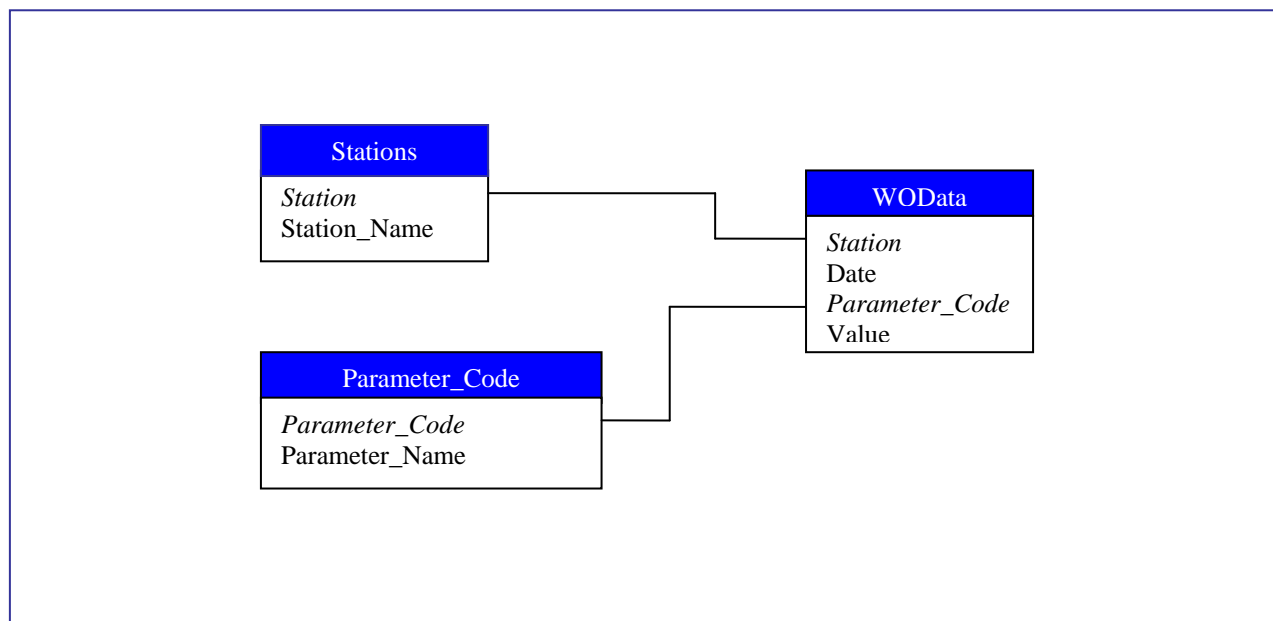 Stations
Station
Station_Name
WOData
Station
Date
Parameter_Code
Value
Parameter_Code
Parameter_Code
Parameter_Name